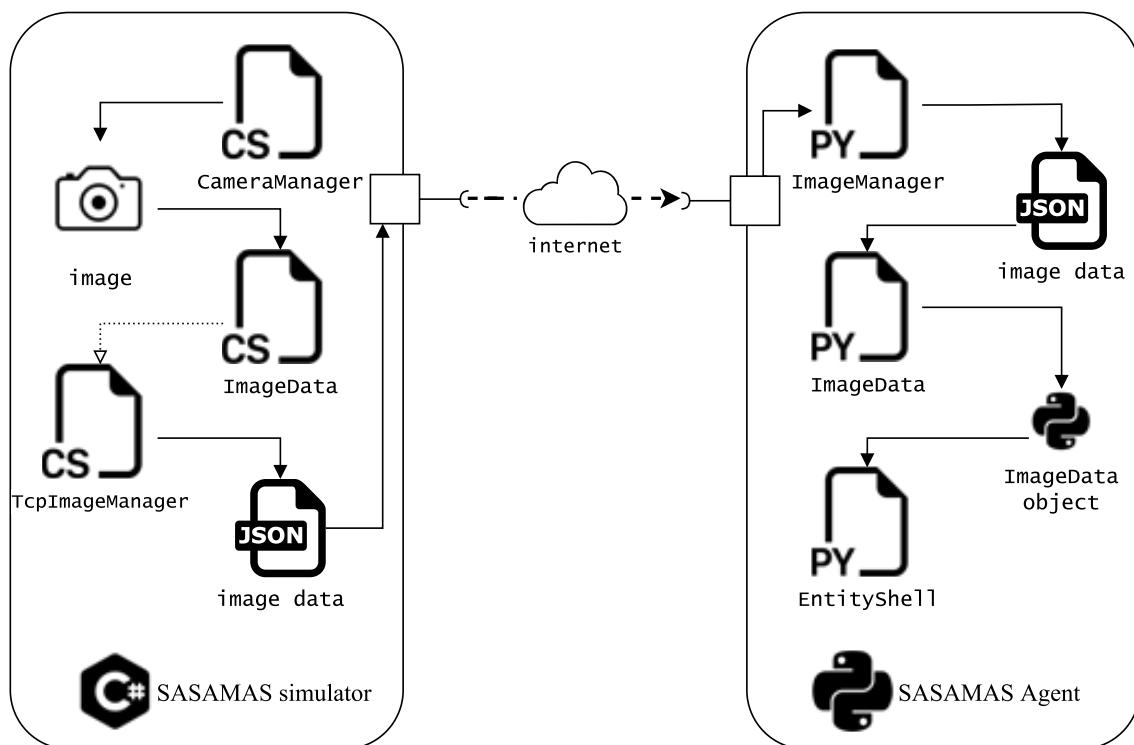 CS
CameraManager
image
CS
ImageData
CS
TcpImageManager
JSON
image data
C#
SASAMAS simulator
internet
PY
ImageManager
JSON
image data
PY
ImageData
ImageData
object
PY
EntityShell
SASAMAS Agent